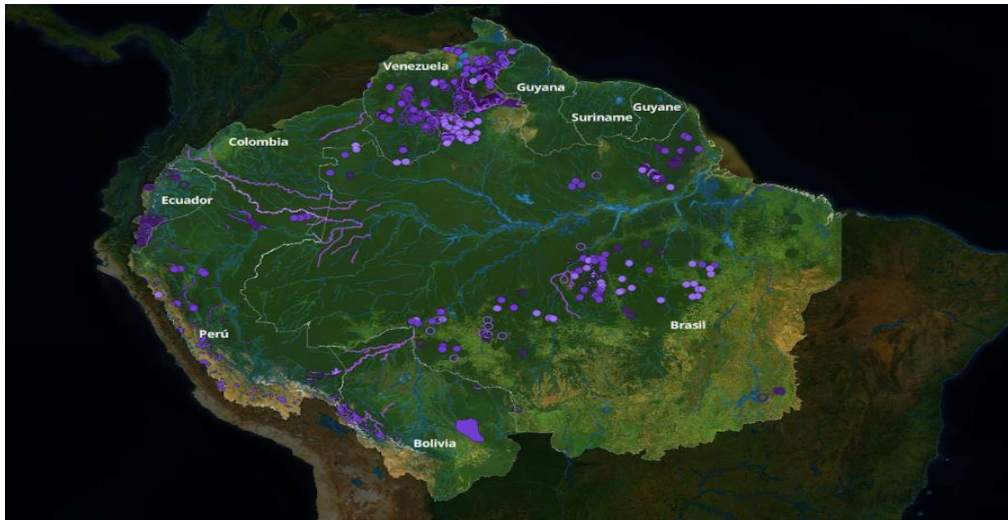 Venezuela
Guyana
Guyane
Suriname
Colombia
Ecuador
Perú
Brasil
Bolivia